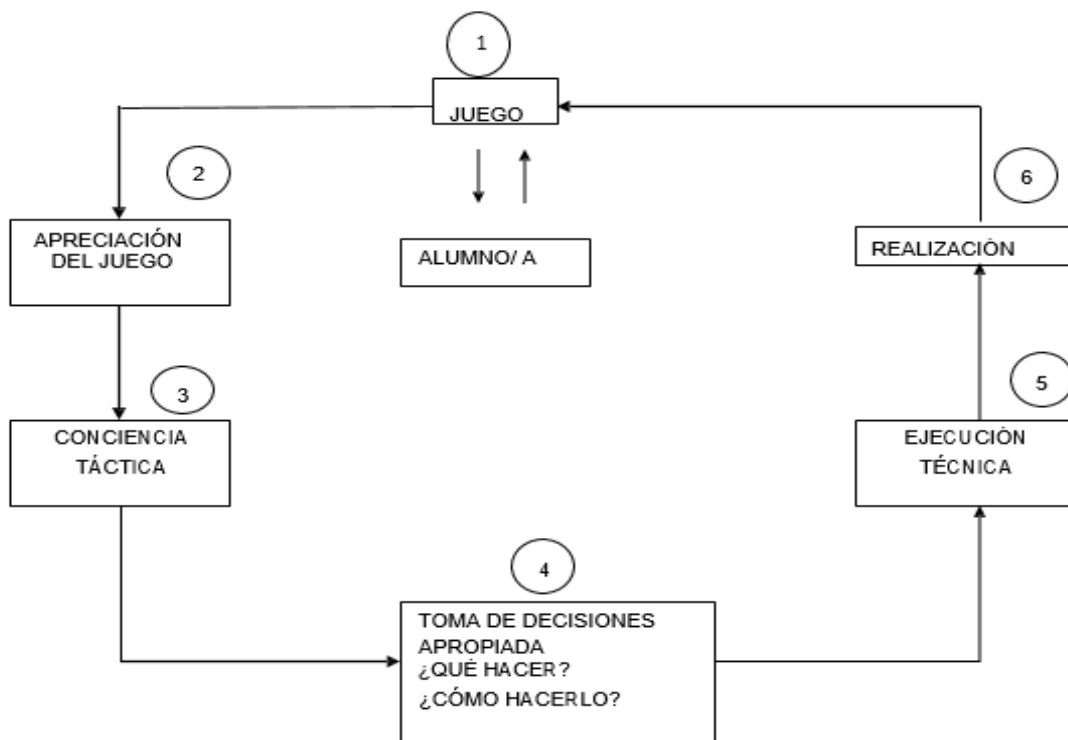 1
JUEGO
2
6
APRECIACIÓN
DEL JUEGO
ALUMNO/ A
REALIZACIÓN
3
5
CONCIENCIA
TÁCTICA
EJECUCIÓN
TÉCNICA
4
TOMA DE DECISIONES
APROPIADA
¿QUÉ HACER?
¿CÓMO HACERLO?